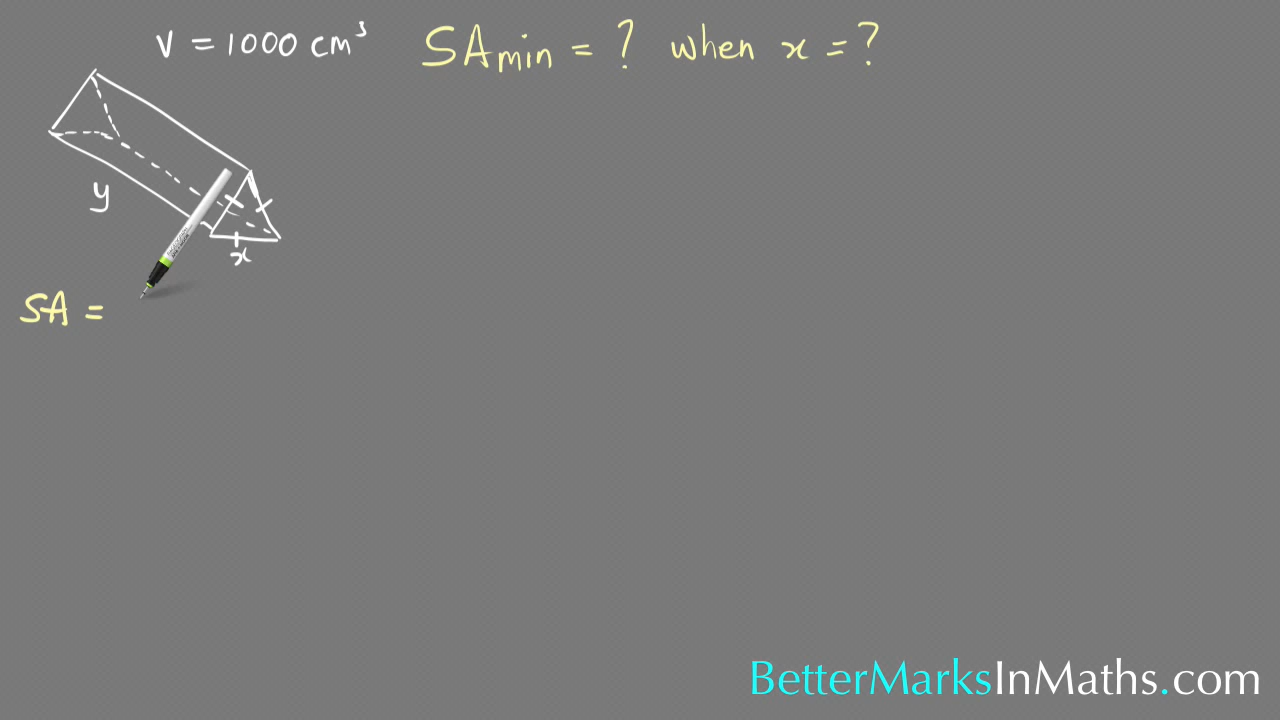 V = 1000 cm³ SAmin = ? when x = ?
y
x
SA =
BetterMarksInMaths.com